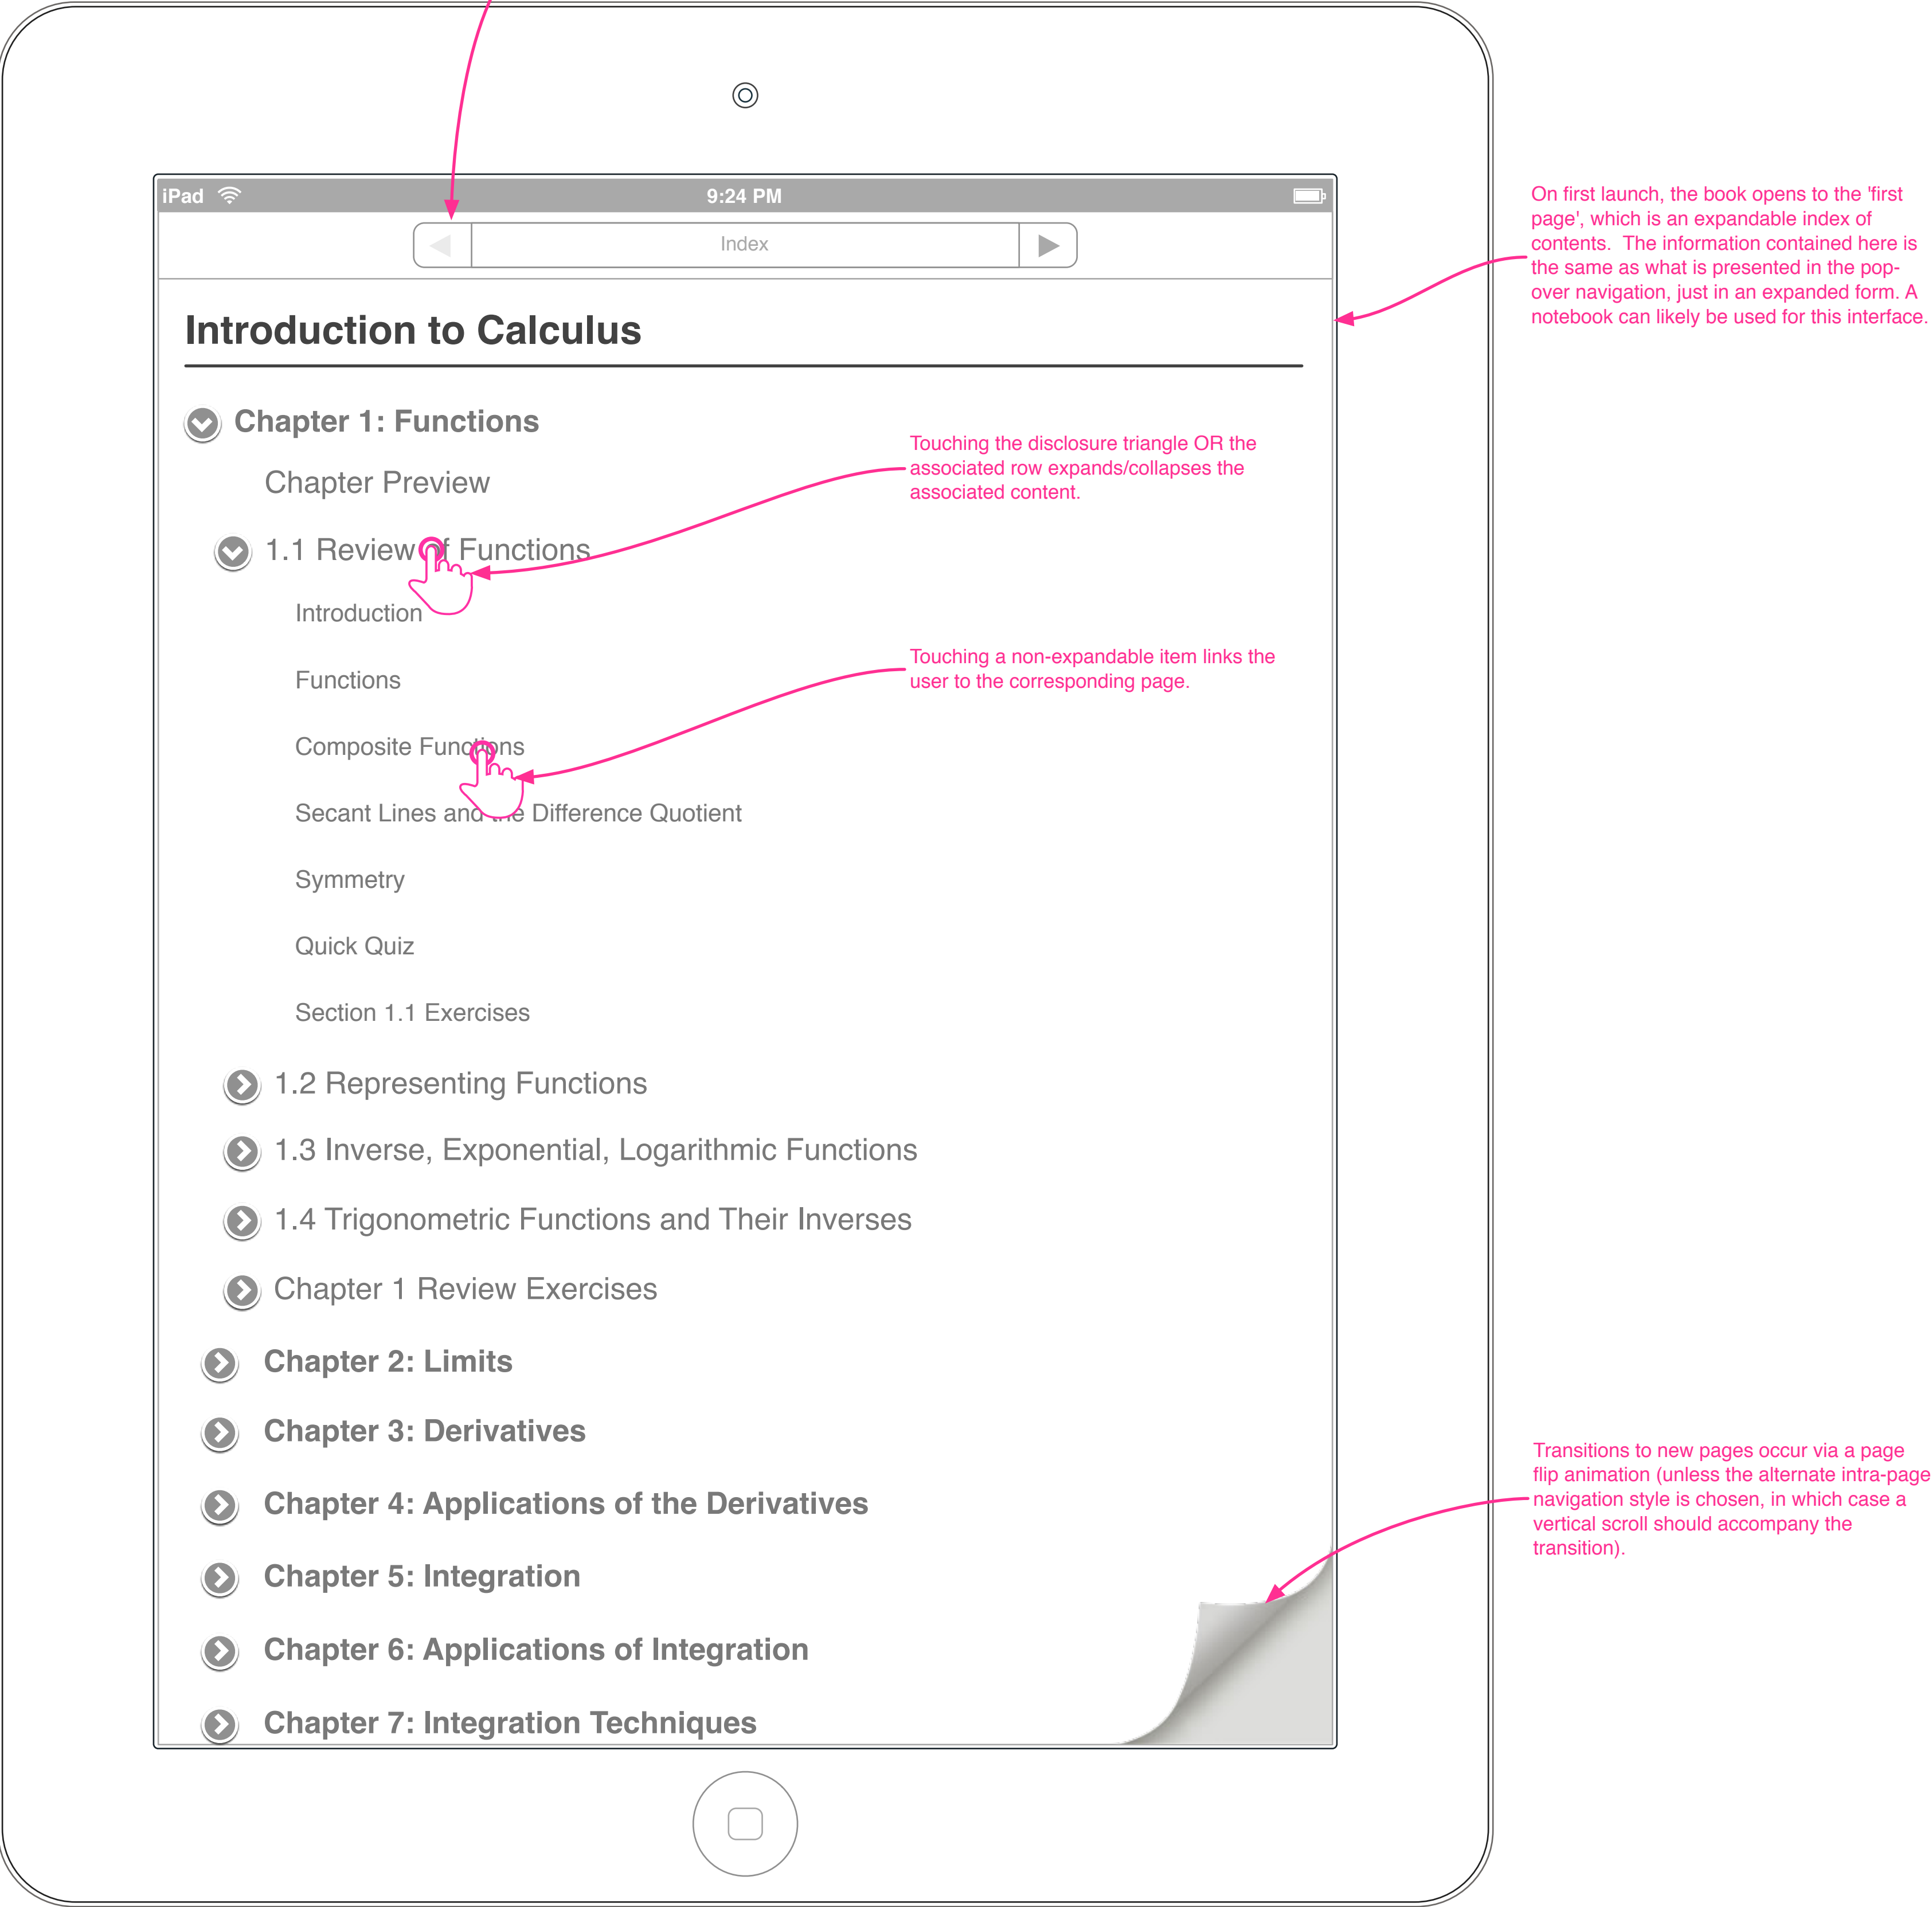 iPad
9:24 PM
Index
Introduction to Calculus
Chapter 1: Functions
Chapter Preview
1.1 Review of Functions
Introduction
Functions
Composite Functions
Secant Lines and the Difference Quotient
Symmetry
Quick Quiz
Section 1.1 Exercises
1.2 Representing Functions
1.3 Inverse, Exponential, Logarithmic Functions
1.4 Trigonometric Functions and Their Inverses
Chapter 1 Review Exercises
Chapter 2: Limits
Chapter 3: Derivatives
Chapter 4: Applications of the Derivatives
Chapter 5: Integration
Chapter 6: Applications of Integration
Chapter 7: Integration Techniques
Touching the disclosure triangle OR the
associated row expands/collapses the
associated content.
Touching a non-expandable item links the
user to the corresponding page.
On first launch, the book opens to the 'first
page', which is an expandable index of
contents.  The information contained here is
the same as what is presented in the pop-
over navigation, just in an expanded form. A
notebook can likely be used for this interface.
Transitions to new pages occur via a page
flip animation (unless the alternate intra-page
navigation style is chosen, in which case a
vertical scroll should accompany the
transition).